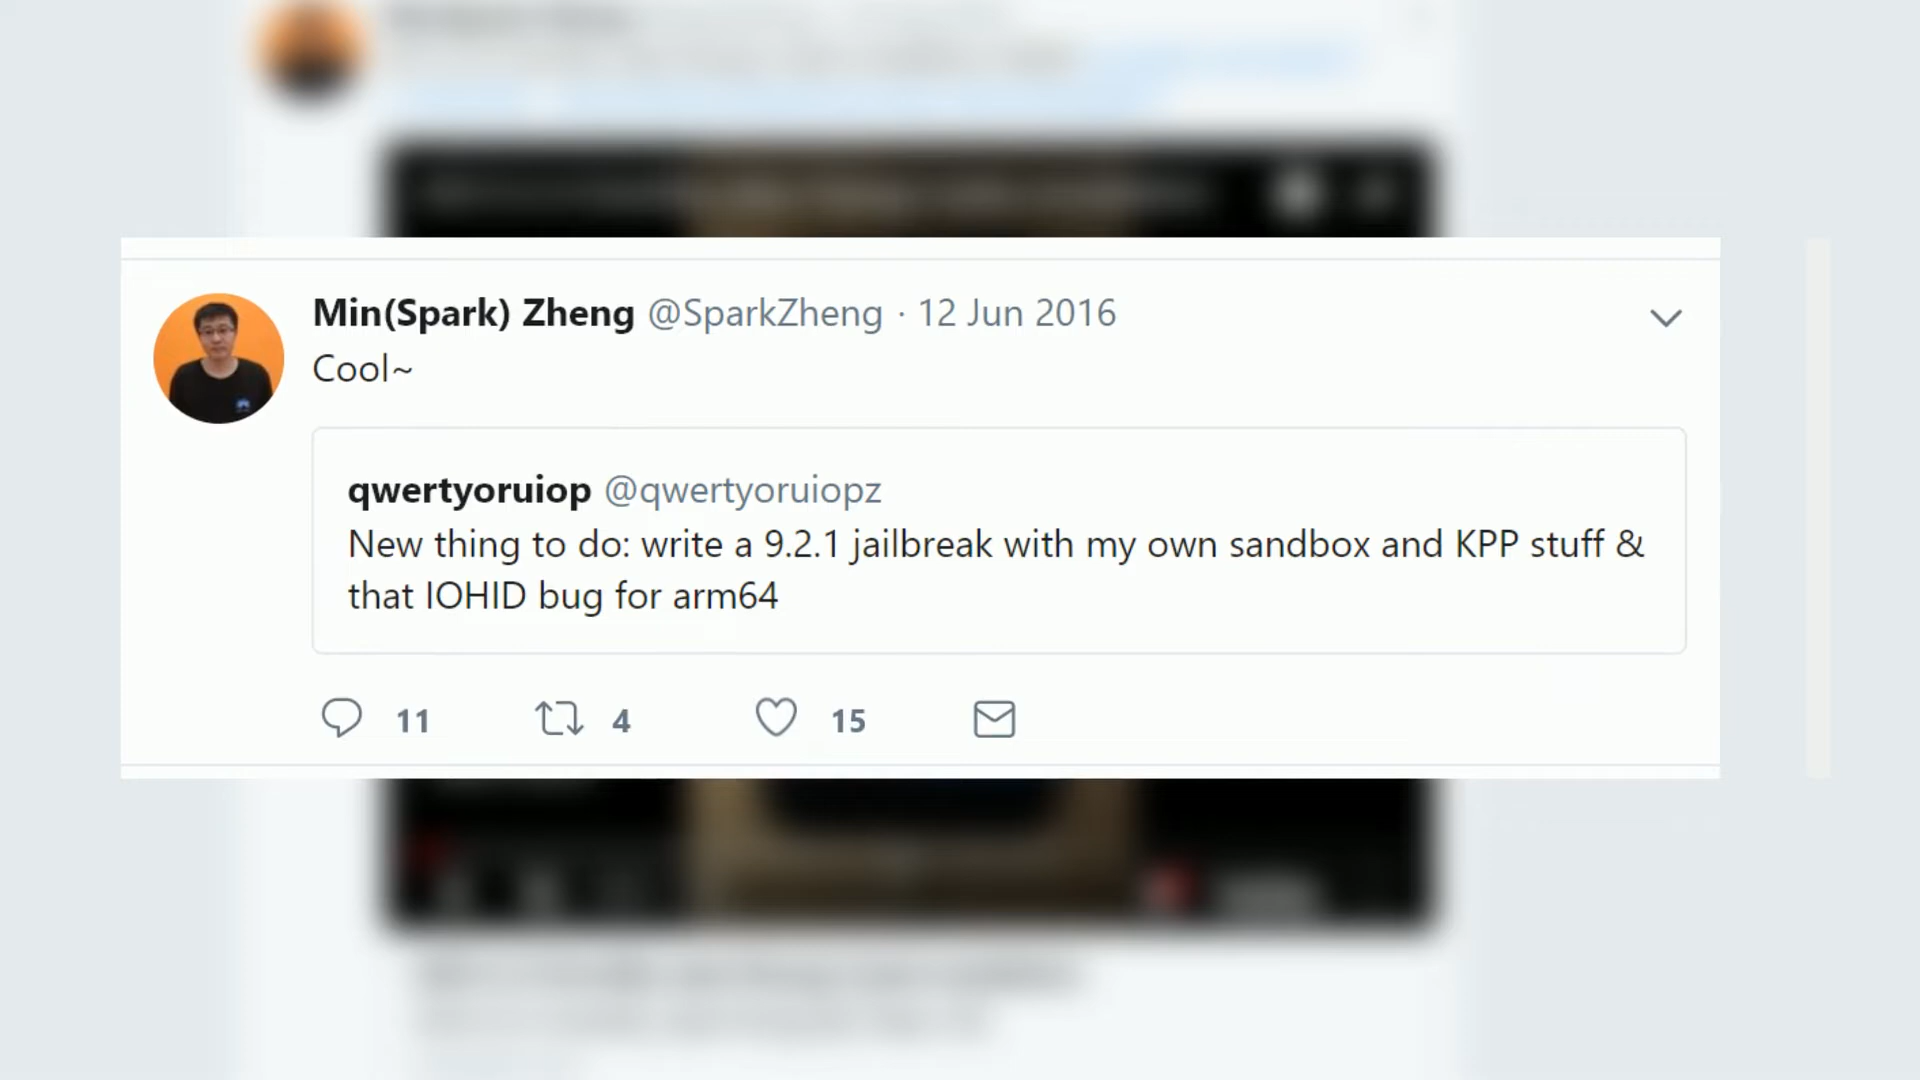 Min(Spark) Zheng @SparkZheng · 12 Jun 2016
Cool~
qwertyoruiop @qwertyoruiopz
New thing to do: write a 9.2.1 jailbreak with my own sandbox and KPP stuff &
that IOHID bug for arm64
11 4 15